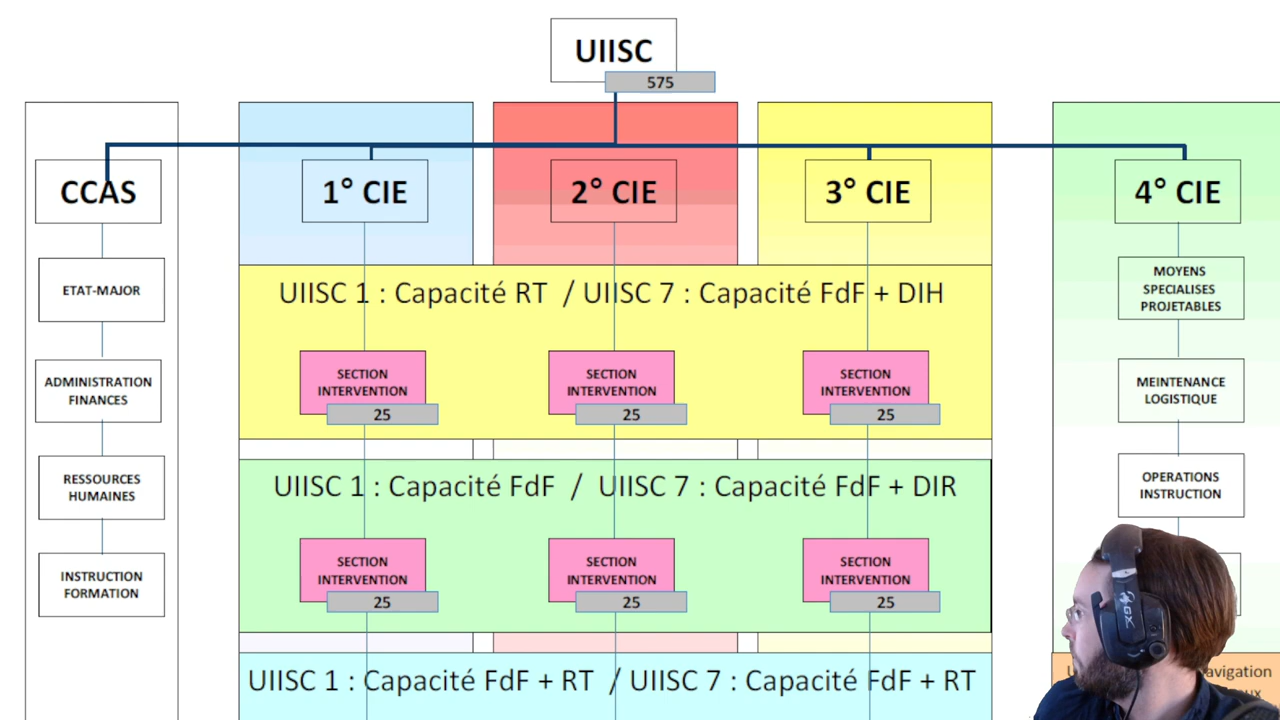 UIISC
575
CCAS
1° CIE
2° CIE
3° CIE
4° CIE
ETAT-MAJOR
ADMINISTRATION
FINANCES
RESSOURCES
HUMAINES
INSTRUCTION
FORMATION
UIISC 1 : Capacité RT / UIISC 7 : Capacité FdF + DIH
SECTION
INTERVENTION
25
SECTION
INTERVENTION
25
SECTION
INTERVENTION
25
UIISC 1 : Capacité FdF / UIISC 7 : Capacité FdF + DIR
SECTION
INTERVENTION
25
SECTION
INTERVENTION
25
SECTION
INTERVENTION
25
UIISC 1 : Capacité FdF + RT / UIISC 7 : Capacité FdF + RT
MOYENS
SPECIALISES
PROJETABLES
MEINTENANCE
LOGISTIQUE
OPERATIONS
INSTRUCTION
GX